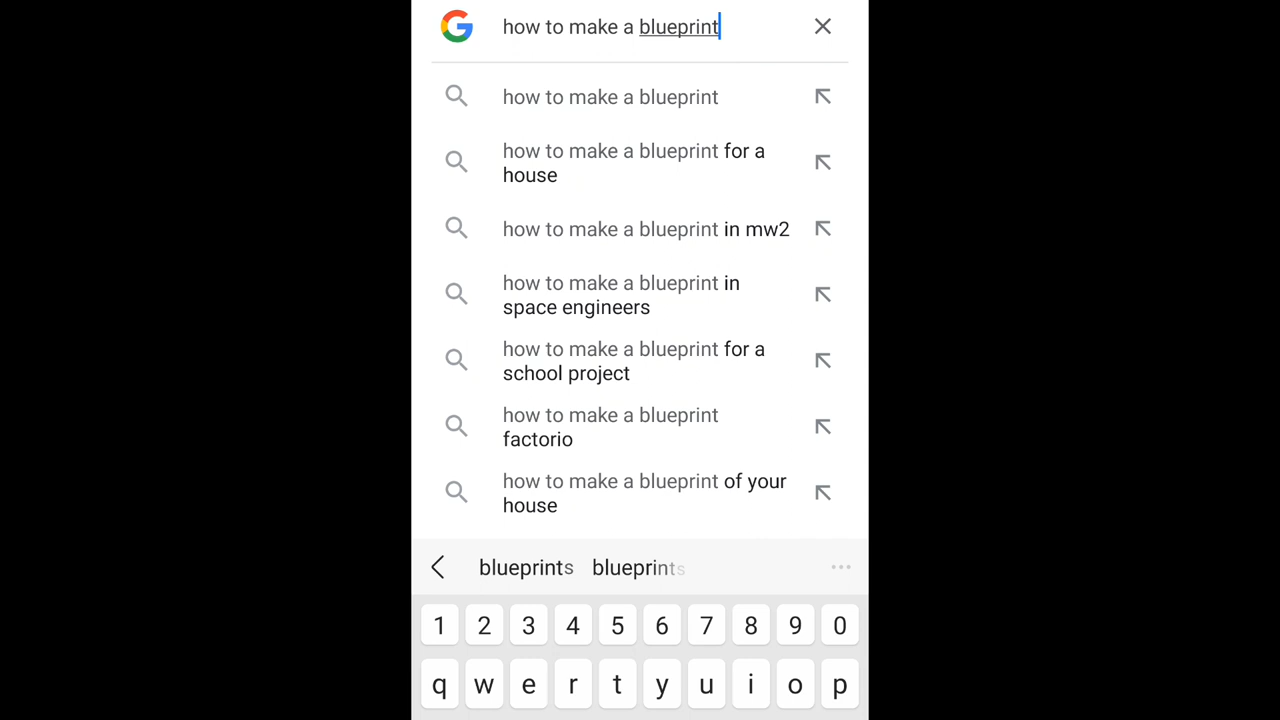 how to make a blueprint
how to make a blueprint
how to make a blueprint for a
house
how to make a blueprint in mw2
how to make a blueprint in
space engineers
how to make a blueprint for a
school project
how to make a blueprint
factorio
how to make a blueprint of your
house
blueprints blueprints
1 2 3 4 5 6 7 8 9 0
q w e r t y u i o p